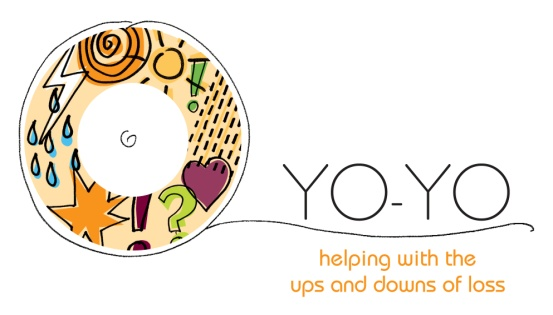 YO-YO
helping with the
ups and downs of loss